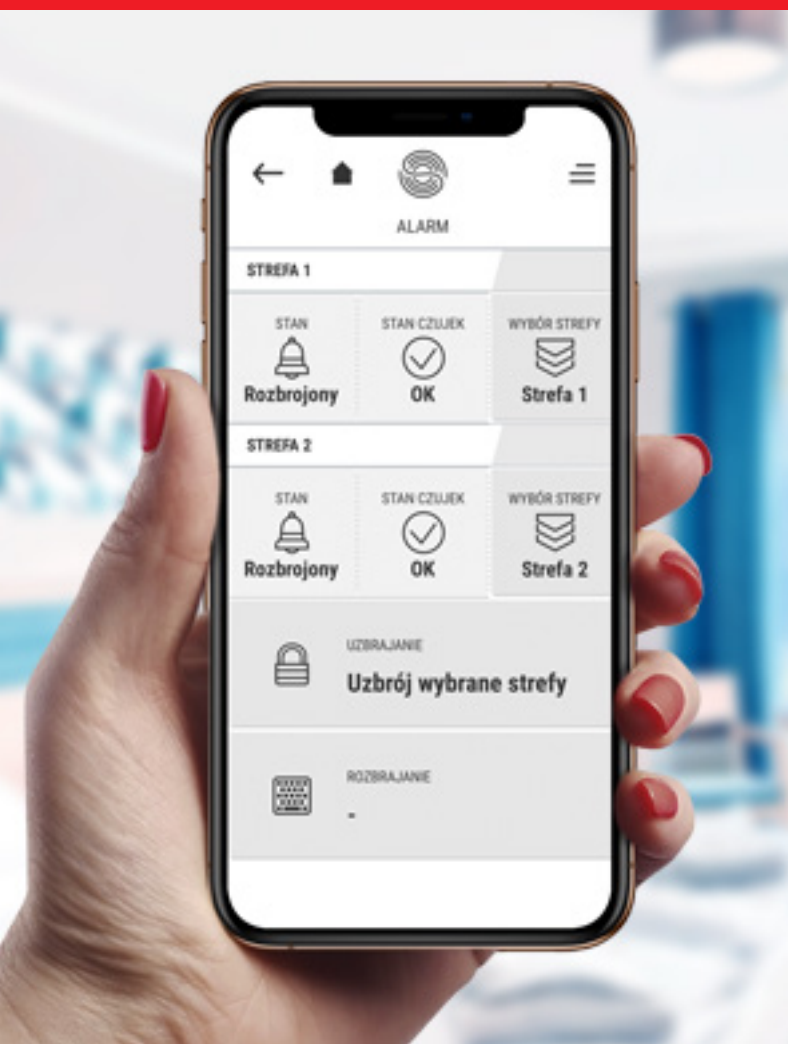 ALARM
STREFA 1
STAN STAN CZUJEK WYBÓR STREFY
Rozbrojony OK Strefa 1
STREFA 2
STAN STAN CZUJEK WYBÓR STREFY
Rozbrojony OK Strefa 2
UZBRAJANIE
Uzbrój wybrane strefy
ROZBRAJANIE
-